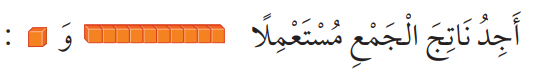 أَجِدُ نَاتِجَ الْجَمْعِ مُسْتَعْمِلًا وَ :